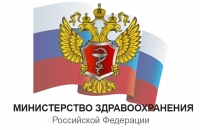 МИНИСТЕРСТВО ЗДРАВООХРАНЕНИЯ
Российской Федерации